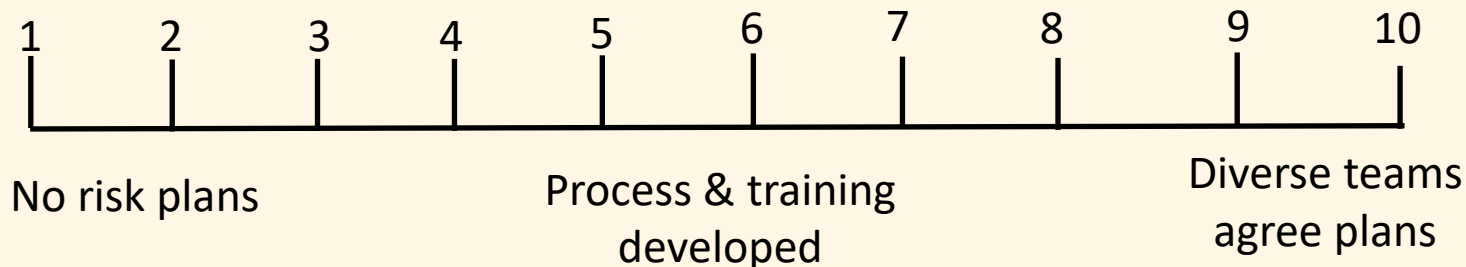 1 2 3 4 5 6 7 8 9 10
No risk plans
Process & training
developed
Diverse teams
agree plans